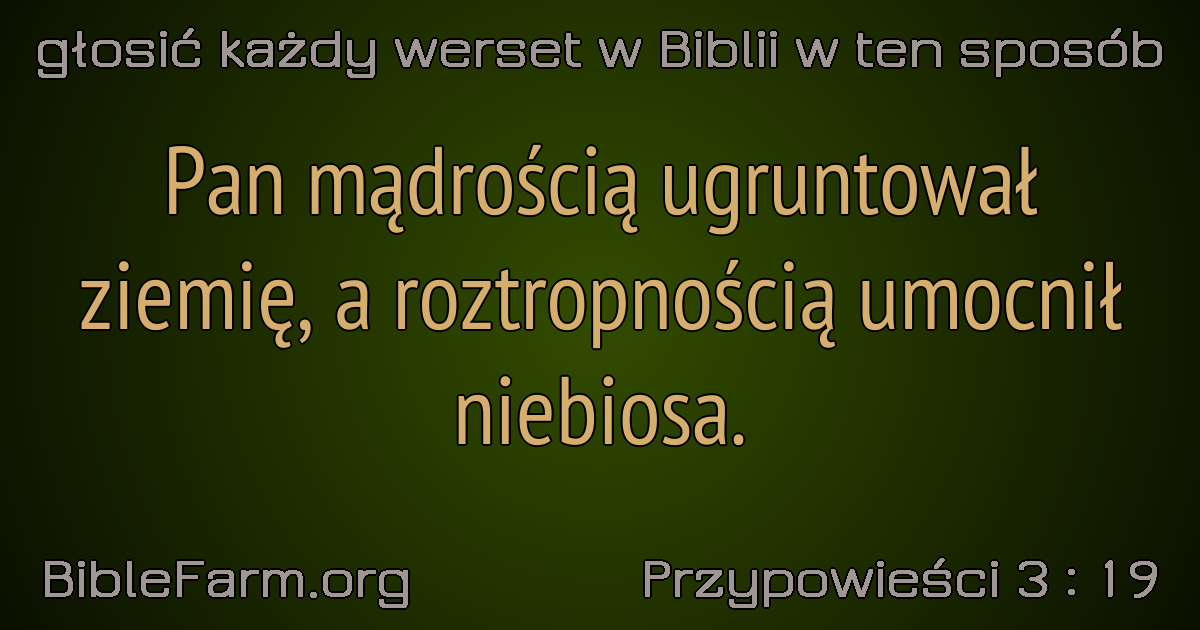 głosić każdy werset w Biblii w ten sposób
Pan mądrością ugruntował
ziemię, a roztropnością umocnił
niebiosa.
BibleFarm.org
Przypowieści 3 : 19